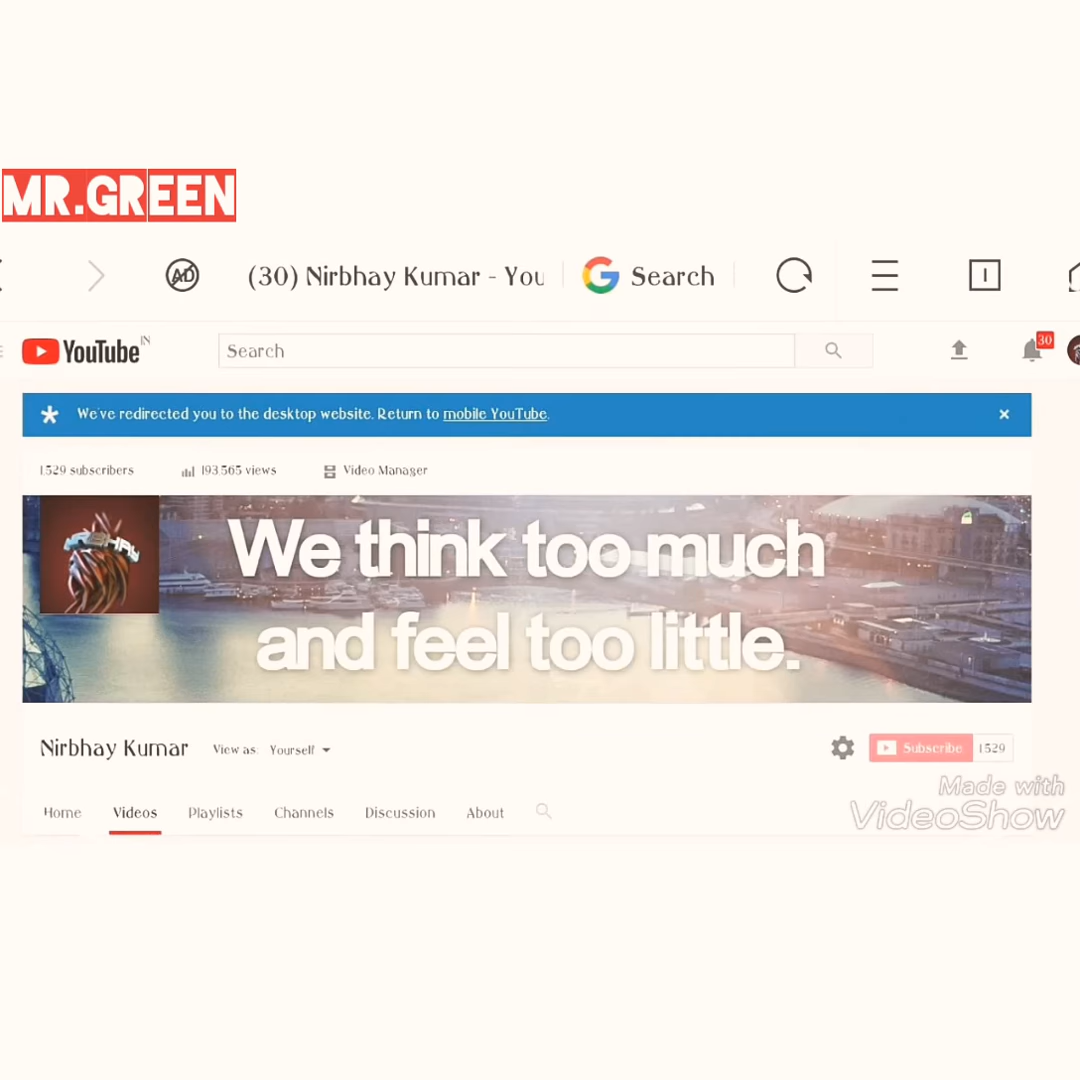 MR.GREEN
AD
(30) Nirbhay Kumar - You
Search
1
YouTube IN
Search
30
We've redirected you to the desktop website. Return to mobile YouTube.
1529 subscribers
193,565 views
Video Manager
We think too much
and feel too little.
Nirbhay Kumar
View as: Yourself
Subscribe 1529
Home Videos Playlists Channels Discussion About
Made with
VideoShow